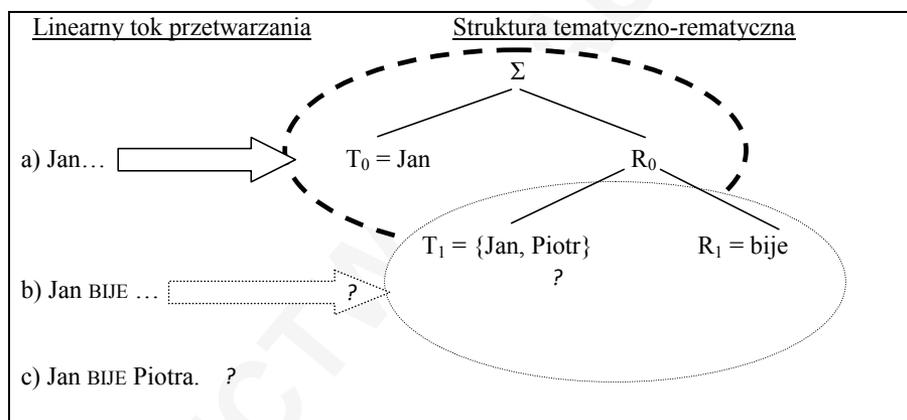 Linearny tok przetwarzania Struktura tematyczno-rematyczna
Σ
a) Jan… T₀ = Jan R₀
T₁ = {Jan, Piotr} R₁ = bije
?
b) Jan BIJE … ?
c) Jan BIJE Piotra. ?